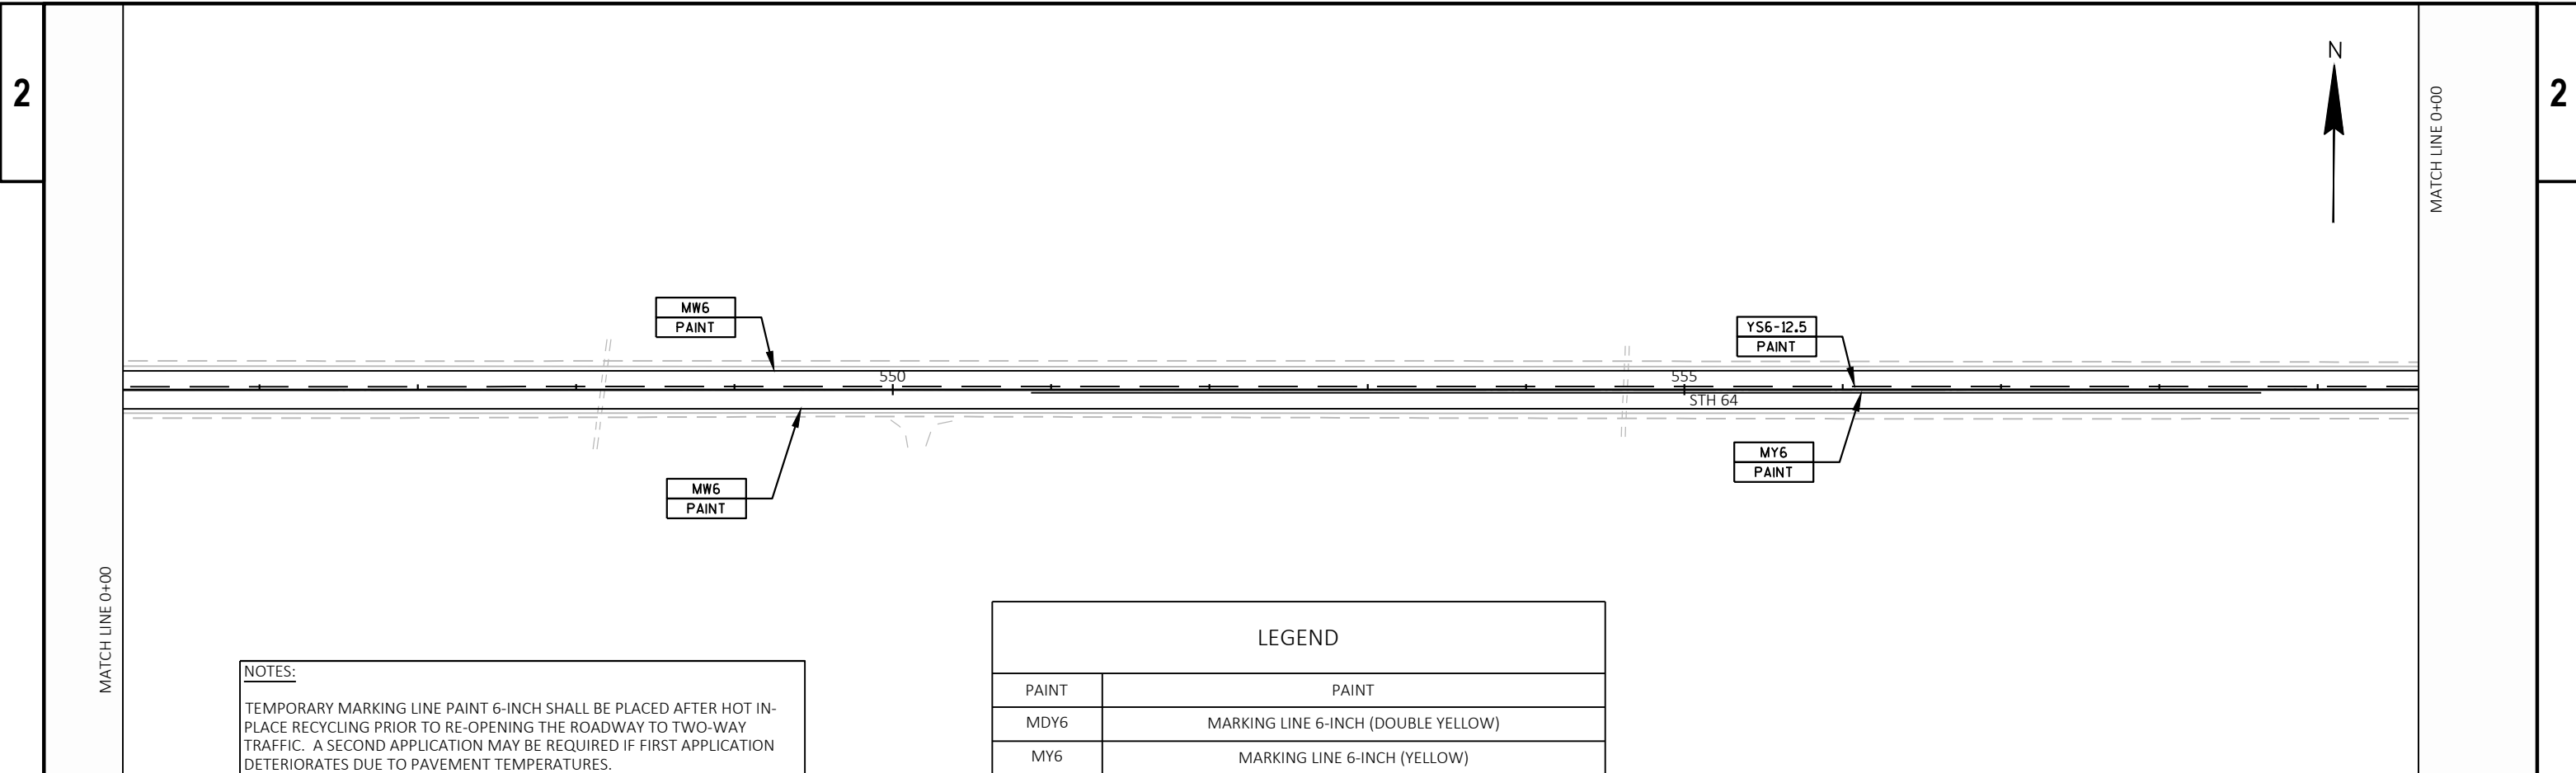 2
N
2
MATCH LINE 0+00
MW6
PAINT
YS6-12.5
PAINT
550
555
STH 64
MY6
PAINT
MW6
PAINT
MATCH LINE 0+00
LEGEND
PAINT PAINT
MDY6 MARKING LINE 6-INCH (DOUBLE YELLOW)
MY6 MARKING LINE 6-INCH (YELLOW)
NOTES:
TEMPORARY MARKING LINE PAINT 6-INCH SHALL BE PLACED AFTER HOT IN-
PLACE RECYCLING PRIOR TO RE-OPENING THE ROADWAY TO TWO-WAY
TRAFFIC. A SECOND APPLICATION MAY BE REQUIRED IF FIRST APPLICATION
DETERIORATES DUE TO PAVEMENT TEMPERATURES.